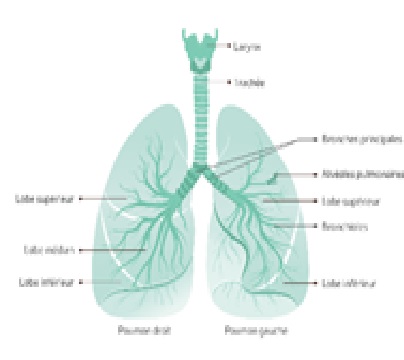 Larynx
Trachée
Bronches principales
Alvéoles pulmonaires
Lobe supérieur
Lobe supérieur
Bronchioles
Lobe médian
Lobe inférieur
Lobe inférieur
Poumon droit
Poumon gauche